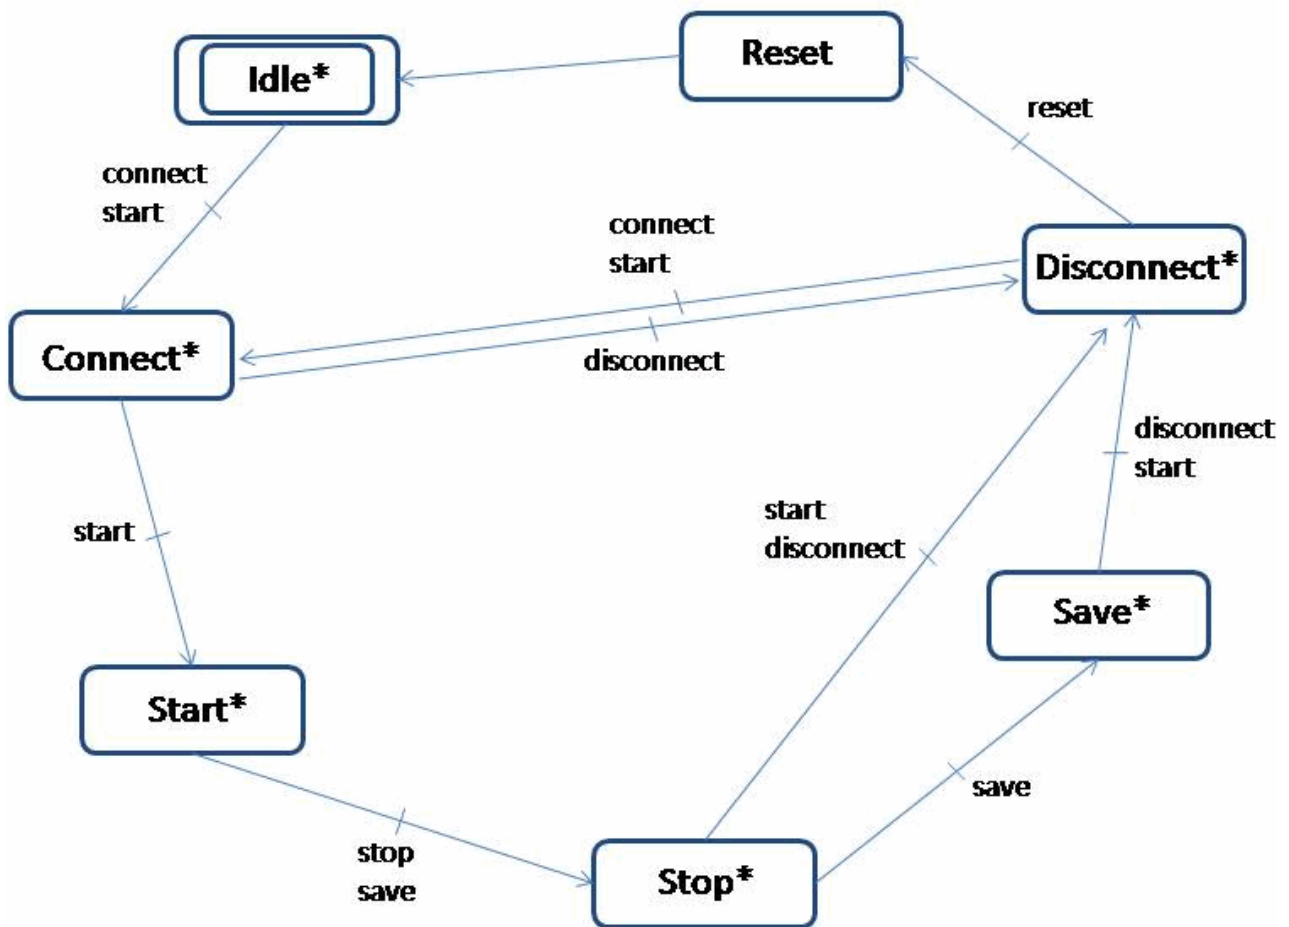 Reset
Idle*
reset
connect
start
connect
start
Disconnect*
Connect*
disconnect
disconnect
start
start
disconnect
start
Save*
Start*
save
stop
save
Stop*